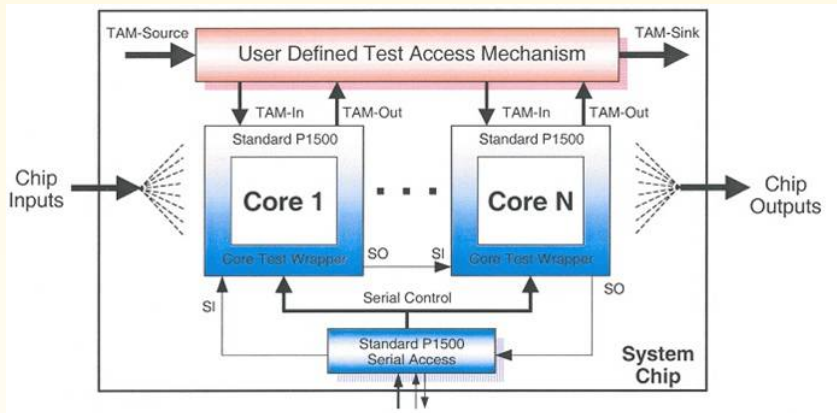 TAM-Source
User Defined Test Access Mechanism
TAM-Sink
TAM-In
TAM-Out
TAM-In
TAM-Out
Standard P1500
Standard P1500
Chip
Inputs
Core 1
Core N
Chip
Outputs
Core Test Wrapper
Core Test Wrapper
SO
SI
SI
Serial Control
SO
Standard P1500
Serial Access
System
Chip